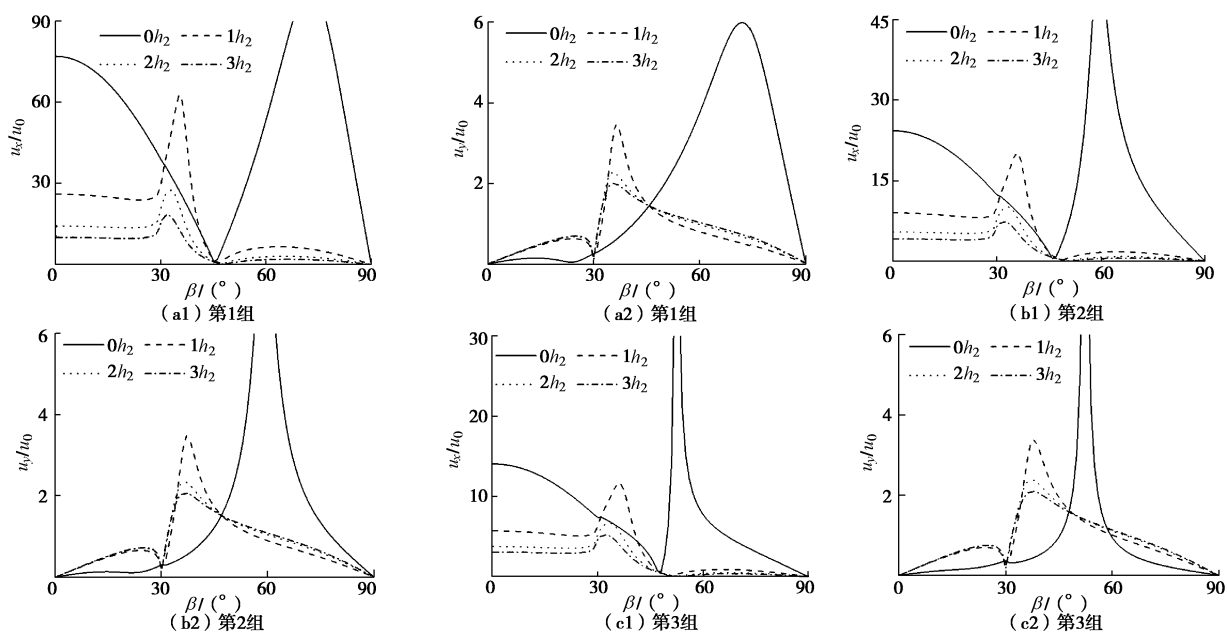 90
60
30
0
30
60
90
uₓ/u₀
β/(°)
0h₂
1h₂
2h₂
3h₂
(a1)第1组
6
4
2
0
30
60
90
u_y/u₀
β/(°)
0h₂
1h₂
2h₂
3h₂
(a2)第1组
45
30
15
0
30
60
90
uₓ/u₀
β/(°)
0h₂
1h₂
2h₂
3h₂
(b1)第2组
6
4
2
0
30
60
90
u_y/u₀
β/(°)
0h₂
1h₂
2h₂
3h₂
(b2)第2组
30
20
10
0
30
60
90
uₓ/u₀
β/(°)
0h₂
1h₂
2h₂
3h₂
(c1)第3组
6
4
2
0
30
60
90
u_y/u₀
β/(°)
0h₂
1h₂
2h₂
3h₂
(c2)第3组